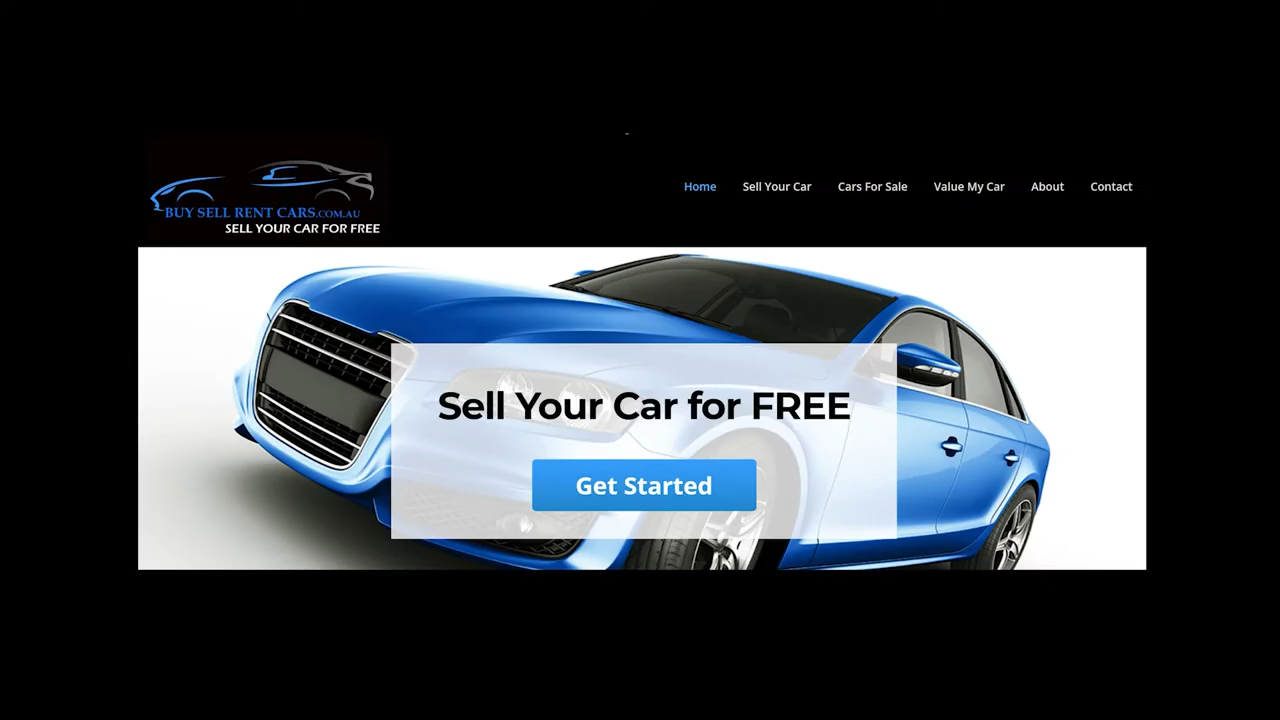 Home
Sell Your Car
Cars For Sale
Value My Car
About
Contact
BUY SELL RENT CARS.COM.AU
SELL YOUR CAR FOR FREE
Sell Your Car for FREE
Get Started